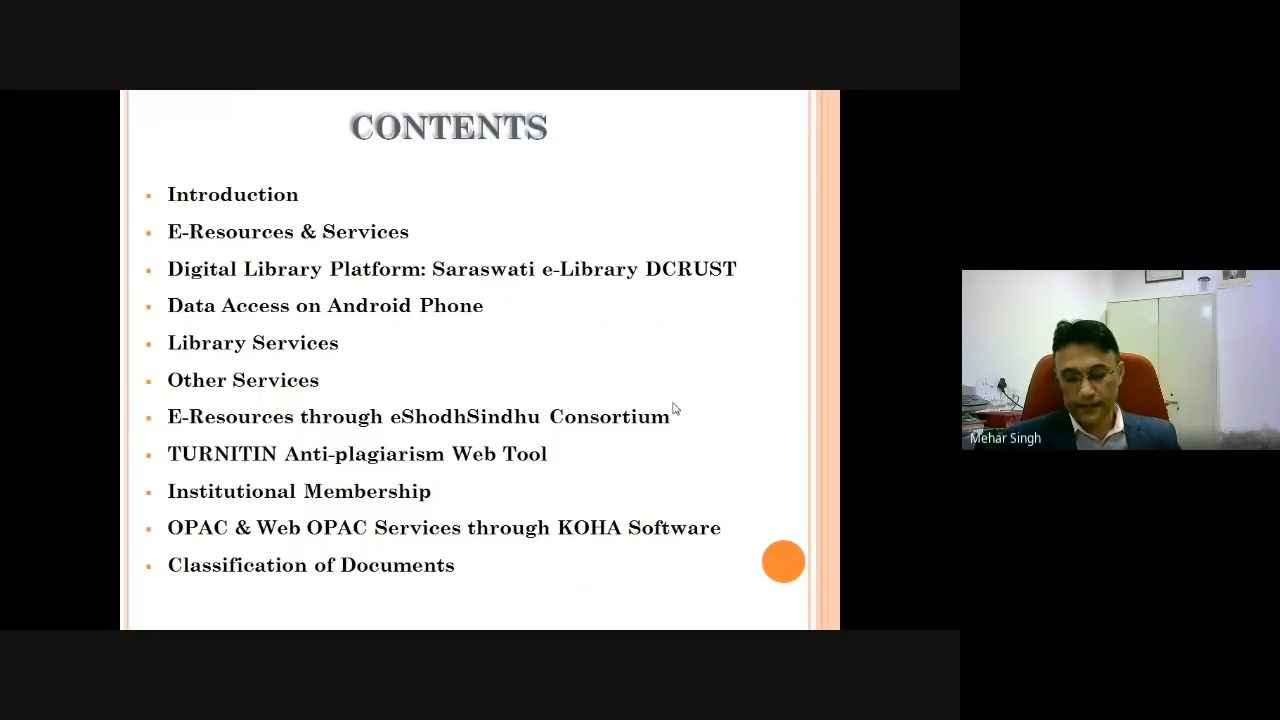 CONTENTS
Introduction
E-Resources & Services
Digital Library Platform: Saraswati e-Library DCRUST
Data Access on Android Phone
Library Services
Other Services
E-Resources through eShodhSindhu Consortium
TURNITIN Anti-plagiarism Web Tool
Institutional Membership
OPAC & Web OPAC Services through KOHA Software
Classification of Documents
Mehar Singh